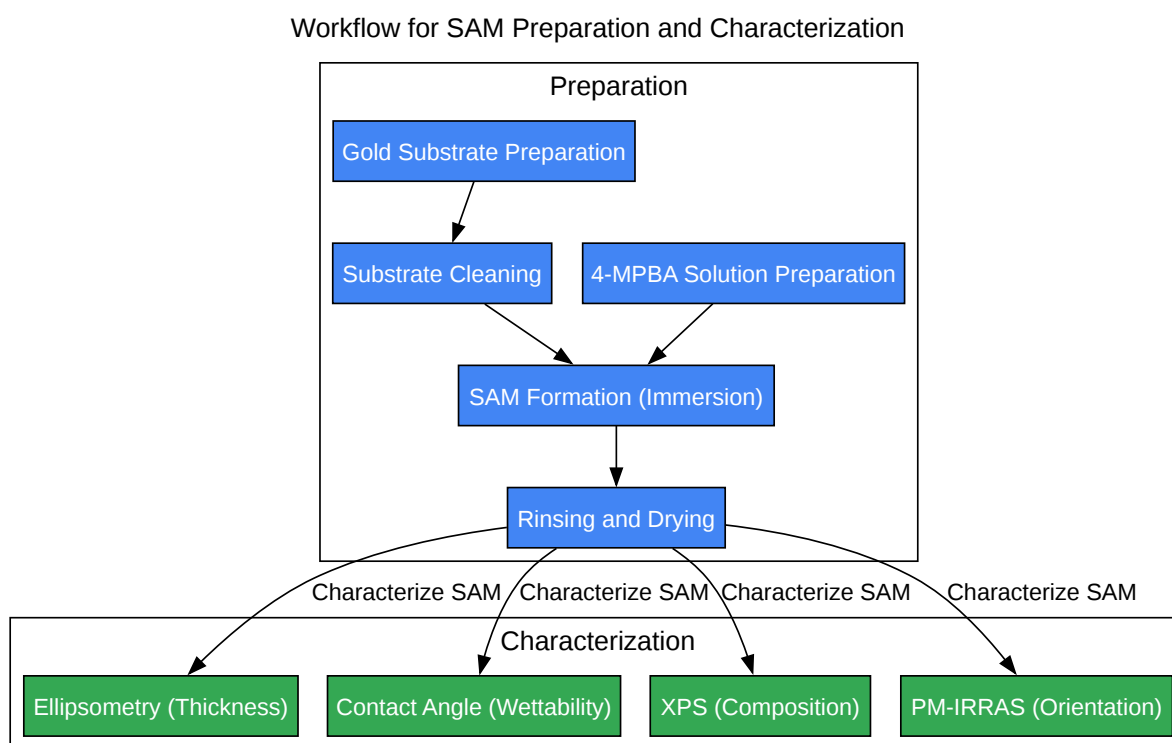 Workflow for SAM Preparation and Characterization
Preparation
Gold Substrate Preparation
Substrate Cleaning
4-MPBA Solution Preparation
SAM Formation (Immersion)
Rinsing and Drying
Characterize SAM
Characterize SAM
Characterize SAM
Characterize SAM
Characterization
Ellipsometry (Thickness)
Contact Angle (Wettability)
XPS (Composition)
PM-IRRAS (Orientation)